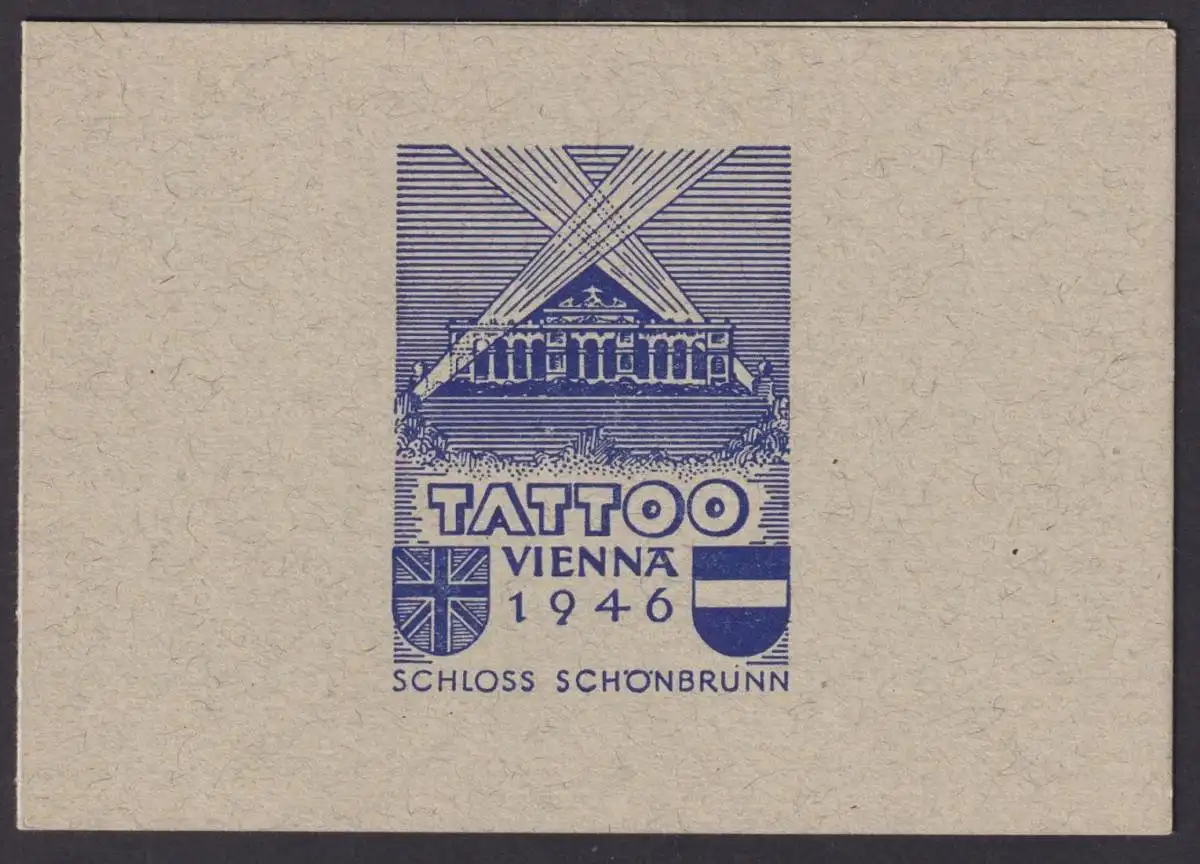 TATTOO
VIENNA
1946
SCHLOSS SCHÖNBRUNN